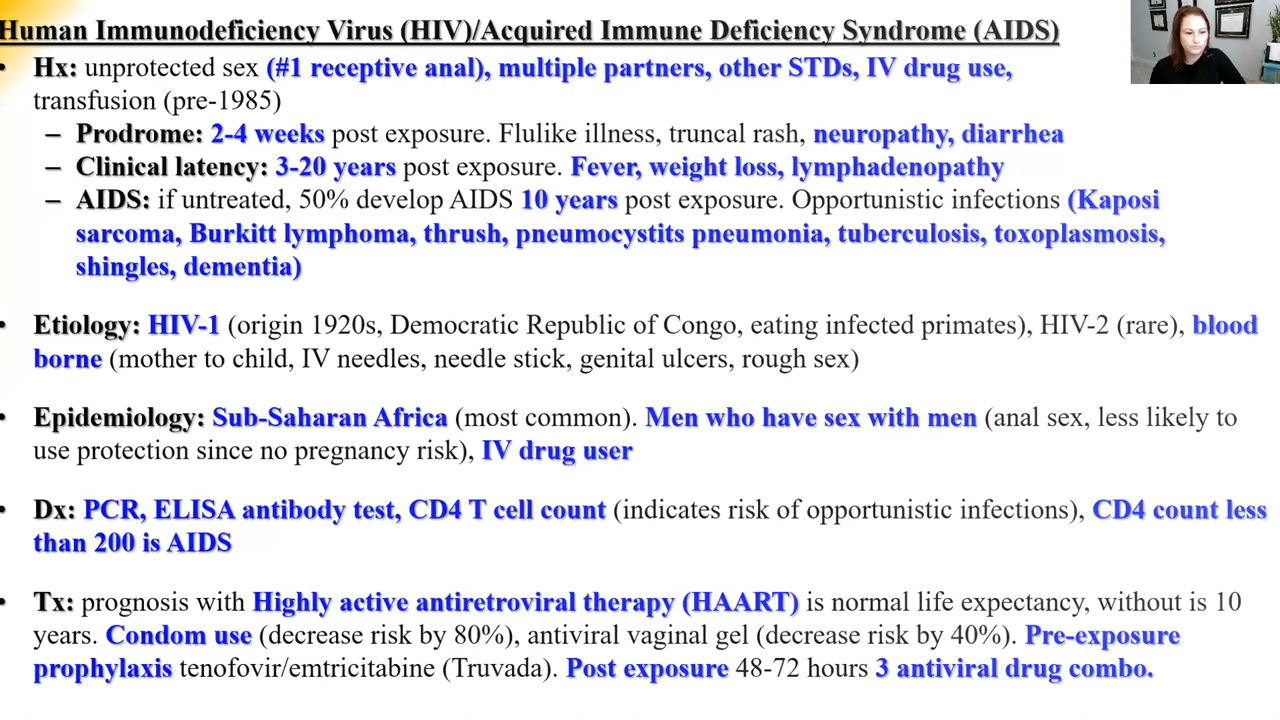 Human Immunodeficiency Virus (HIV)/Acquired Immune Deficiency Syndrome (AIDS)
• Hx: unprotected sex (#1 receptive anal), multiple partners, other STDs, IV drug use,
transfusion (pre-1985)
– Prodrome: 2-4 weeks post exposure. Flulike illness, truncal rash, neuropathy, diarrhea
– Clinical latency: 3-20 years post exposure. Fever, weight loss, lymphadenopathy
– AIDS: if untreated, 50% develop AIDS 10 years post exposure. Opportunistic infections (Kaposi
sarcoma, Burkitt lymphoma, thrush, pneumocystits pneumonia, tuberculosis, toxoplasmosis,
shingles, dementia)
• Etiology: HIV-1 (origin 1920s, Democratic Republic of Congo, eating infected primates), HIV-2 (rare), blood
borne (mother to child, IV needles, needle stick, genital ulcers, rough sex)
• Epidemiology: Sub-Saharan Africa (most common). Men who have sex with men (anal sex, less likely to
use protection since no pregnancy risk), IV drug user
• Dx: PCR, ELISA antibody test, CD4 T cell count (indicates risk of opportunistic infections), CD4 count less
than 200 is AIDS
• Tx: prognosis with Highly active antiretroviral therapy (HAART) is normal life expectancy, without is 10
years. Condom use (decrease risk by 80%), antiviral vaginal gel (decrease risk by 40%). Pre-exposure
prophylaxis tenofovir/emtricitabine (Truvada). Post exposure 48-72 hours 3 antiviral drug combo.